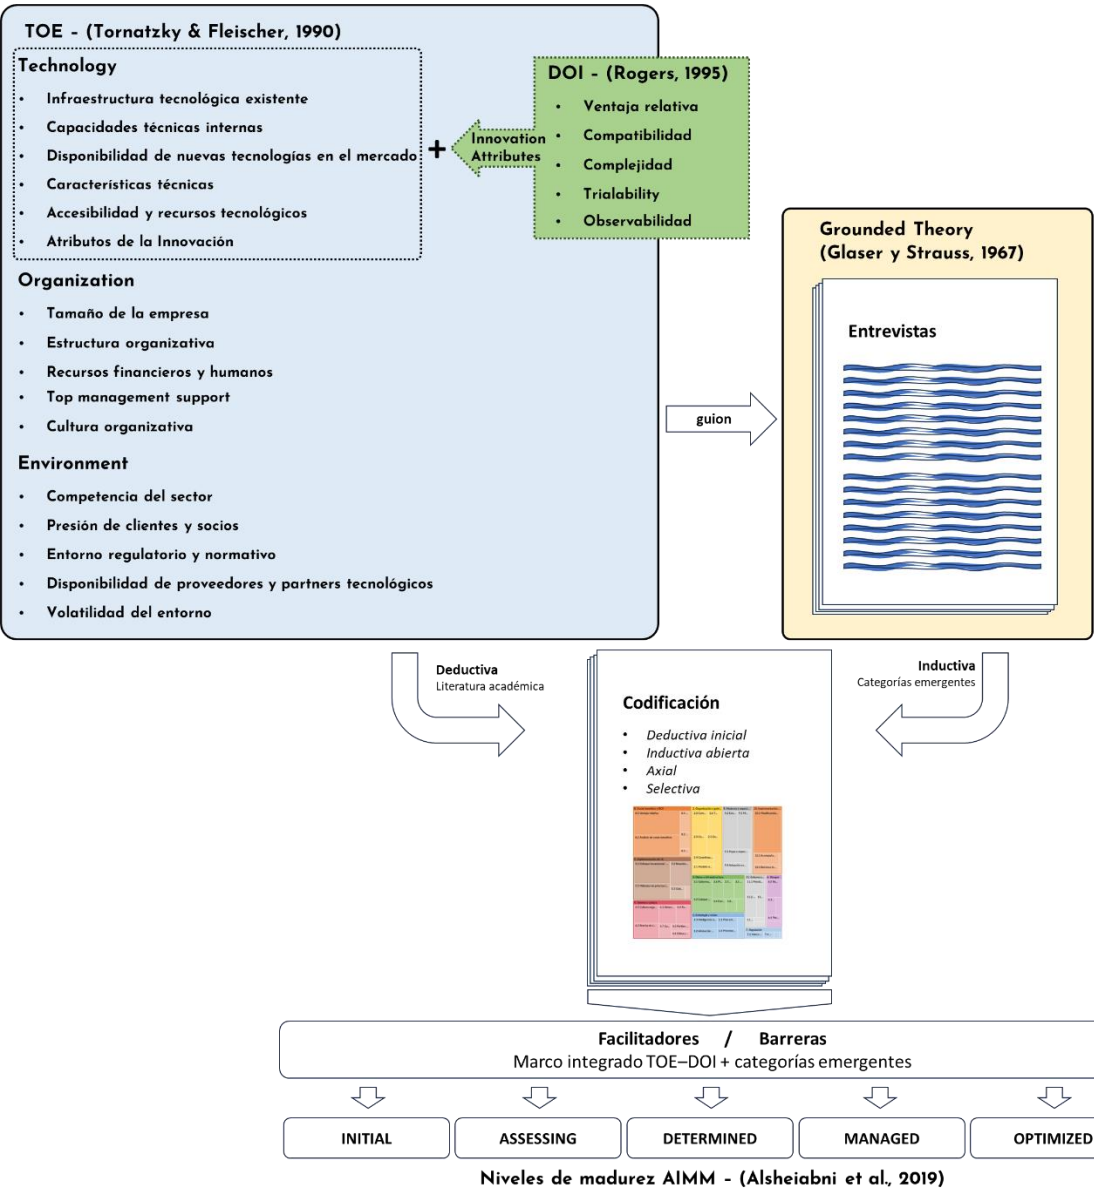 TOE – (Tornatzky & Fleischer, 1990)
Technology
• Infraestructura tecnológica existente
• Capacidades técnicas internas
• Disponibilidad de nuevas tecnologías en el mercado
• Características técnicas
• Accesibilidad y recursos tecnológicos
• Atributos de la Innovación
+
Innovation
Attributes
DOI – (Rogers, 1995)
• Ventaja relativa
• Compatibilidad
• Complejidad
• Trialability
• Observabilidad
Organization
• Tamaño de la empresa
• Estructura organizativa
• Recursos financieros y humanos
• Top management support
• Cultura organizativa
Environment
• Competencia del sector
• Presión de clientes y socios
• Entorno regulatorio y normativo
• Disponibilidad de proveedores y partners tecnológicos
• Volatilidad del entorno
guion
Grounded Theory
(Glaser y Strauss, 1967)
Entrevistas
Deductiva
Literatura académica
Inductiva
Categorías emergentes
Codificación
• Deductiva inicial
• Inductiva abierta
• Axial
• Selectiva
Facilitadores / Barreras
Marco integrado TOE–DOI + categorías emergentes
INITIAL
ASSESSING
DETERMINED
MANAGED
OPTIMIZED
Niveles de madurez AIMM – (Alsheiabni et al., 2019)